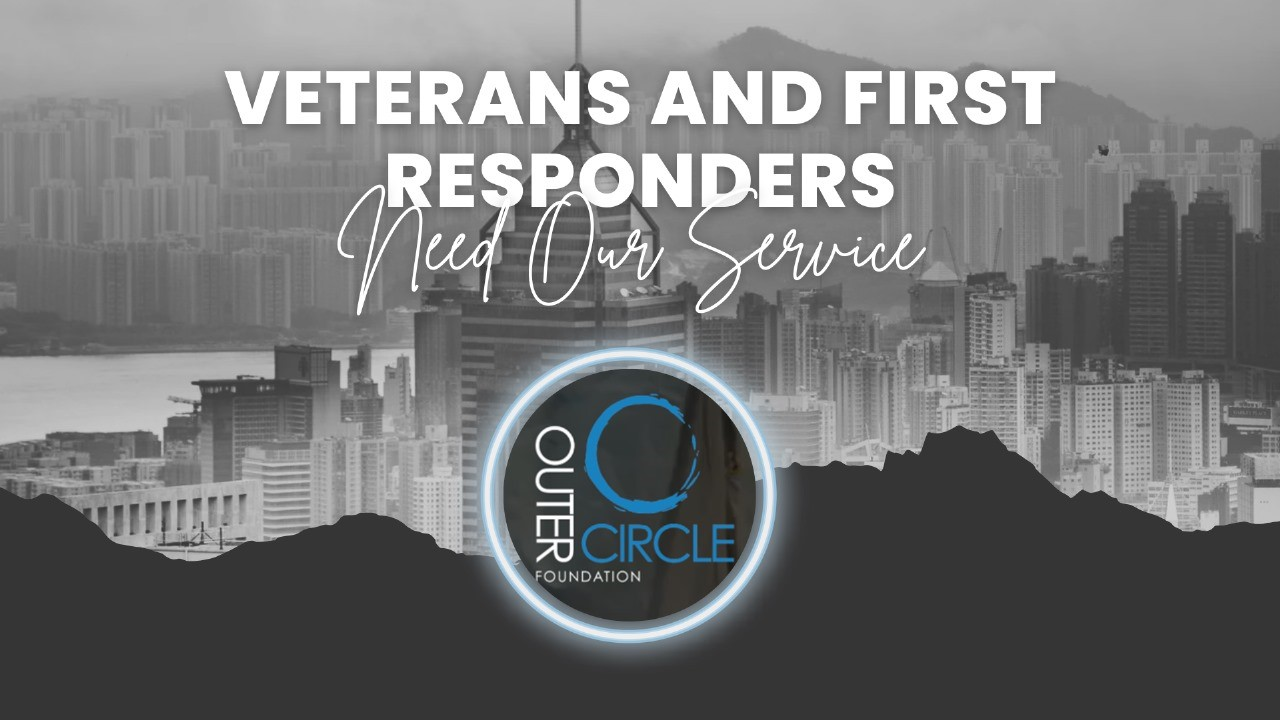 VETERANS AND FIRST
RESPONDERS
Need Our Service
OUTER
CIRCLE
FOUNDATION